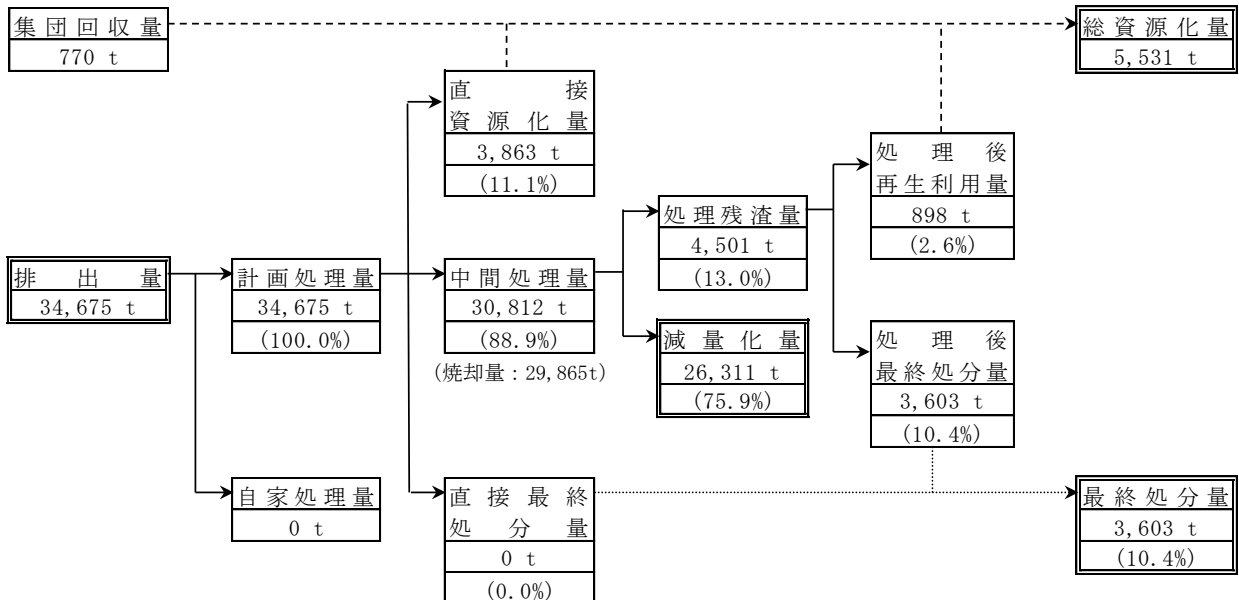 集団回収量
770 t
総資源化量
5,531 t
直接
資源化量
3,863 t
(11.1%)
処理後
再生利用量
898 t
(2.6%)
処理残渣量
4,501 t
(13.0%)
排出量
34,675 t
計画処理量
34,675 t
(100.0%)
中間処理量
30,812 t
(88.9%)
(焼却量：29,865t)
減量化量
26,311 t
(75.9%)
処理後
最終処分量
3,603 t
(10.4%)
自家処理量
0 t
直接最終
処分量
0 t
(0.0%)
最終処分量
3,603 t
(10.4%)